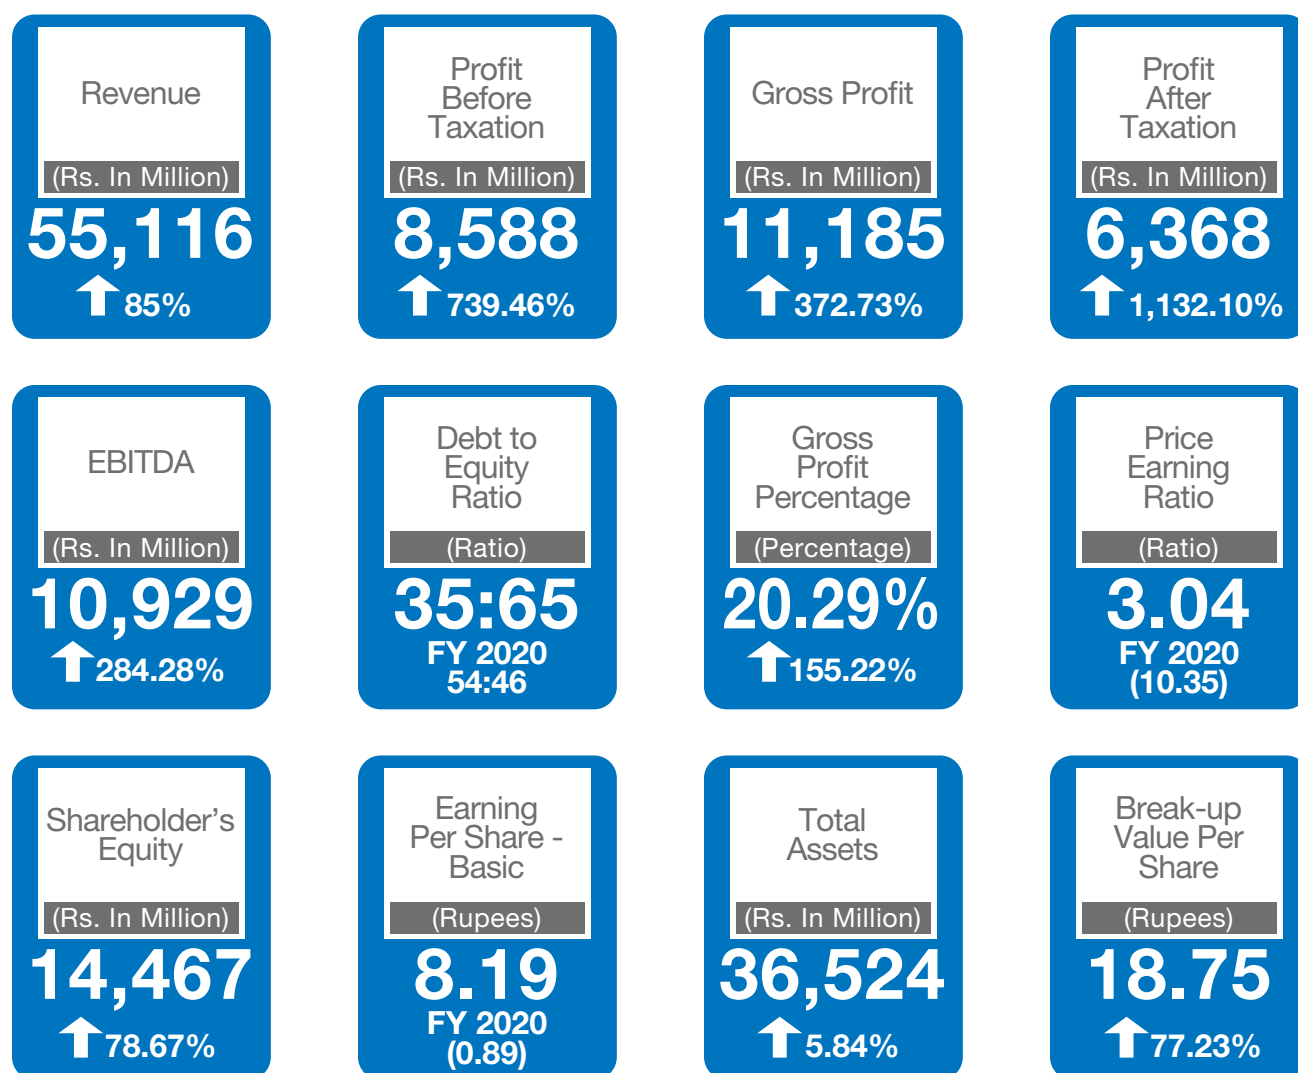 Revenue
(Rs. In Million)
55,116
85%
Profit
Before
Taxation
(Rs. In Million)
8,588
739.46%
Gross Profit
(Rs. In Million)
11,185
372.73%
Profit
After
Taxation
(Rs. In Million)
6,368
1,132.10%
EBITDA
(Rs. In Million)
10,929
284.28%
Debt to
Equity
Ratio
(Ratio)
35:65
FY 2020
54:46
Gross
Profit
Percentage
(Percentage)
20.29%
155.22%
Price
Earning
Ratio
(Ratio)
3.04
FY 2020
(10.35)
Shareholder’s
Equity
(Rs. In Million)
14,467
78.67%
Earning
Per Share -
Basic
(Rupees)
8.19
FY 2020
(0.89)
Total
Assets
(Rs. In Million)
36,524
5.84%
Break-up
Value Per
Share
(Rupees)
18.75
77.23%